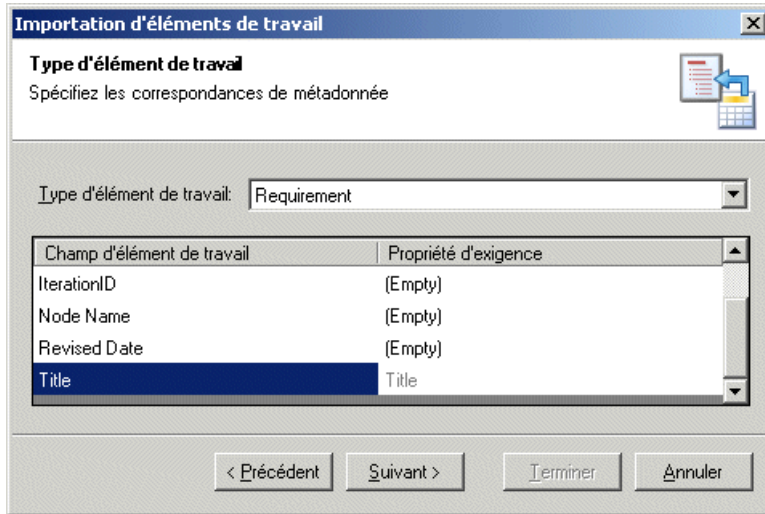 Importation d'éléments de travail
Type d'élément de travail
Spécifiez les correspondances de métadonnée
Type d'élément de travail: Requirement
Champ d'élément de travail Propriété d'exigence
IterationID (Empty)
Node Name (Empty)
Revised Date (Empty)
Title Title
< Précédent Suivant > Terminer Annuler